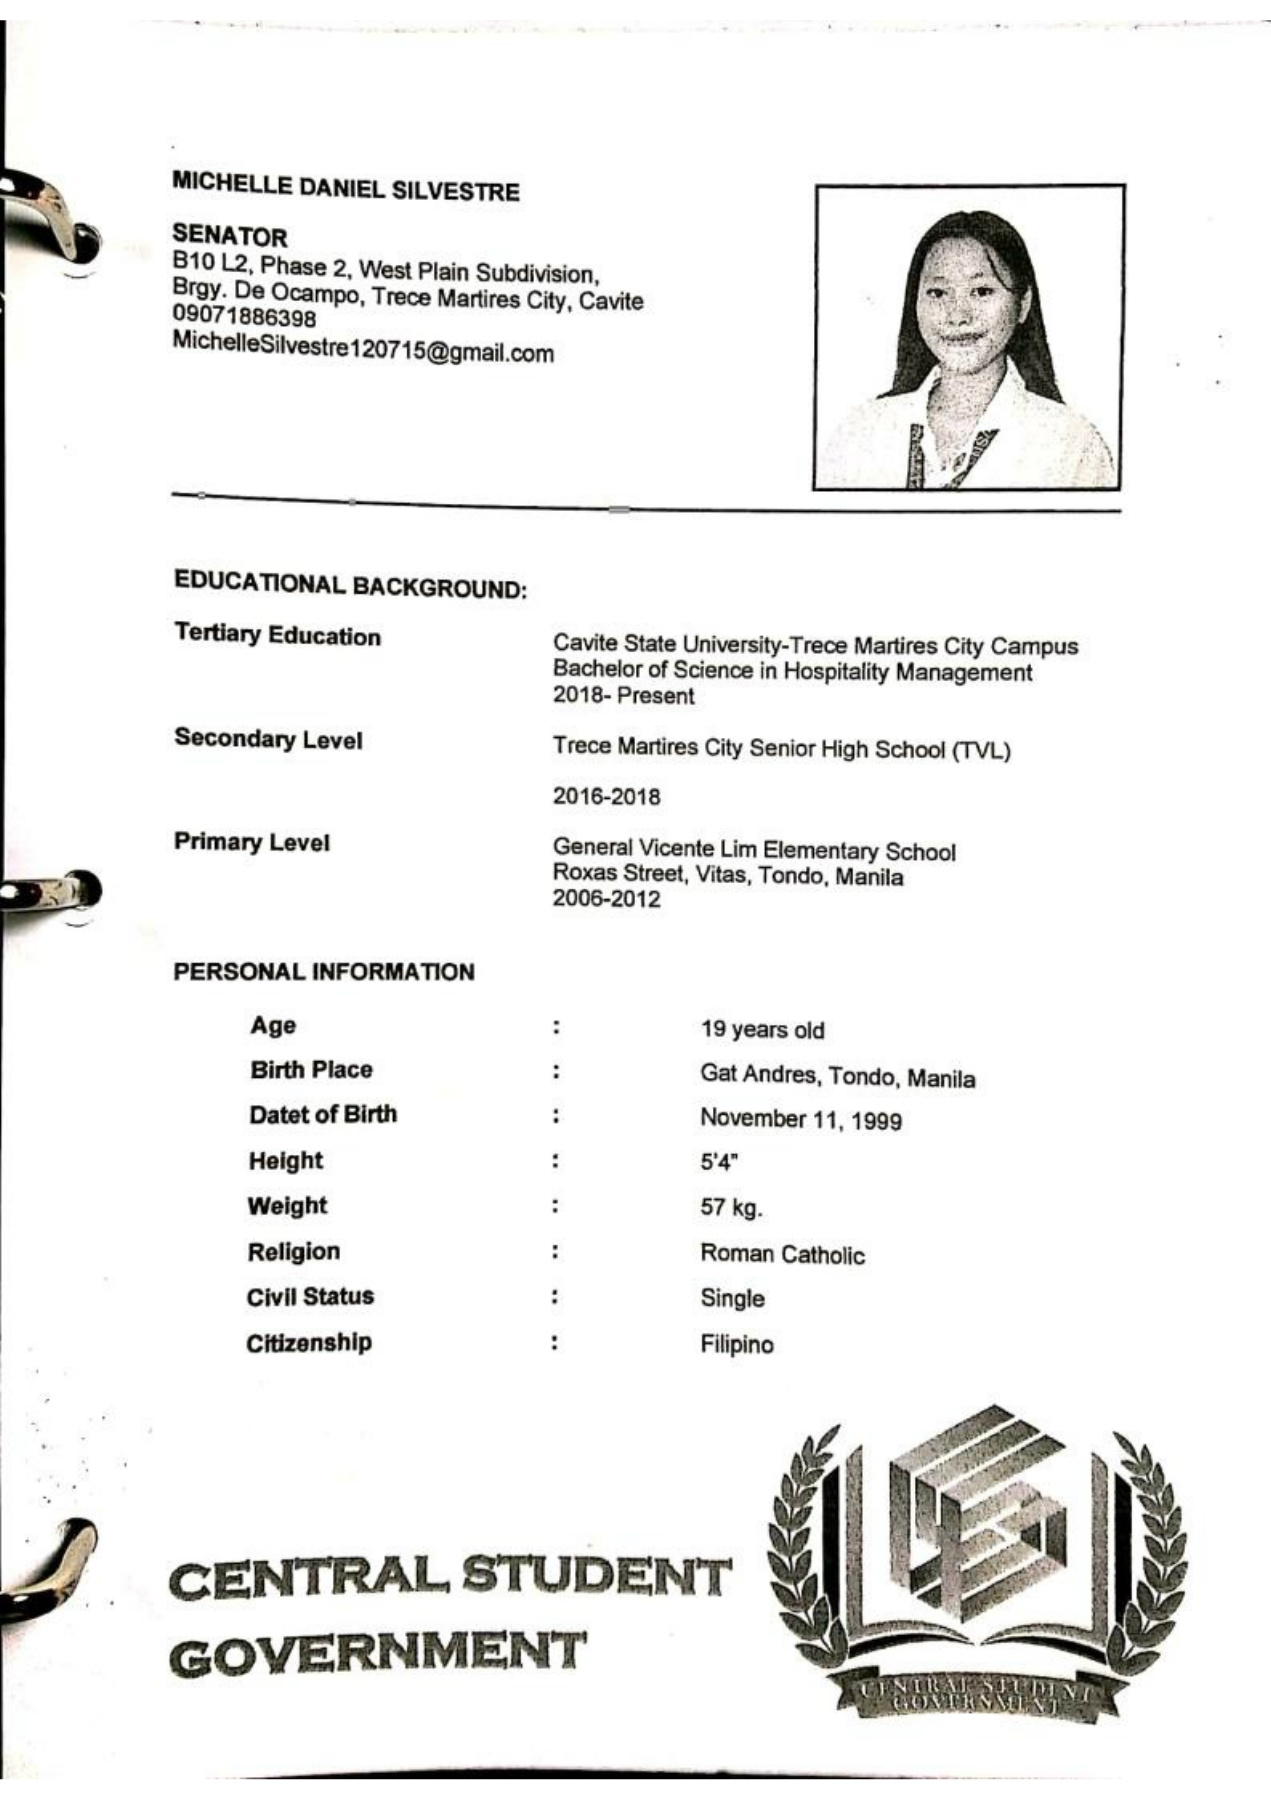 MICHELLE DANIEL SILVESTRE
SENATOR
B10 L2, Phase 2, West Plain Subdivision,
Brgy. De Ocampo, Trece Martires City, Cavite
09071886398
MichelleSilvestre120715@gmail.com
EDUCATIONAL BACKGROUND:
Tertiary Education Cavite State University-Trece Martires City Campus
Bachelor of Science in Hospitality Management
2018- Present
Secondary Level Trece Martires City Senior High School (TVL)
2016-2018
Primary Level General Vicente Lim Elementary School
Roxas Street, Vitas, Tondo, Manila
2006-2012
PERSONAL INFORMATION
Age : 19 years old
Birth Place : Gat Andres, Tondo, Manila
Datet of Birth : November 11, 1999
Height : 5'4"
Weight : 57 kg.
Religion : Roman Catholic
Civil Status : Single
Citizenship : Filipino
CENTRAL STUDENT
GOVERNMENT
CENTRAL STUDENT
GOVERNMENT